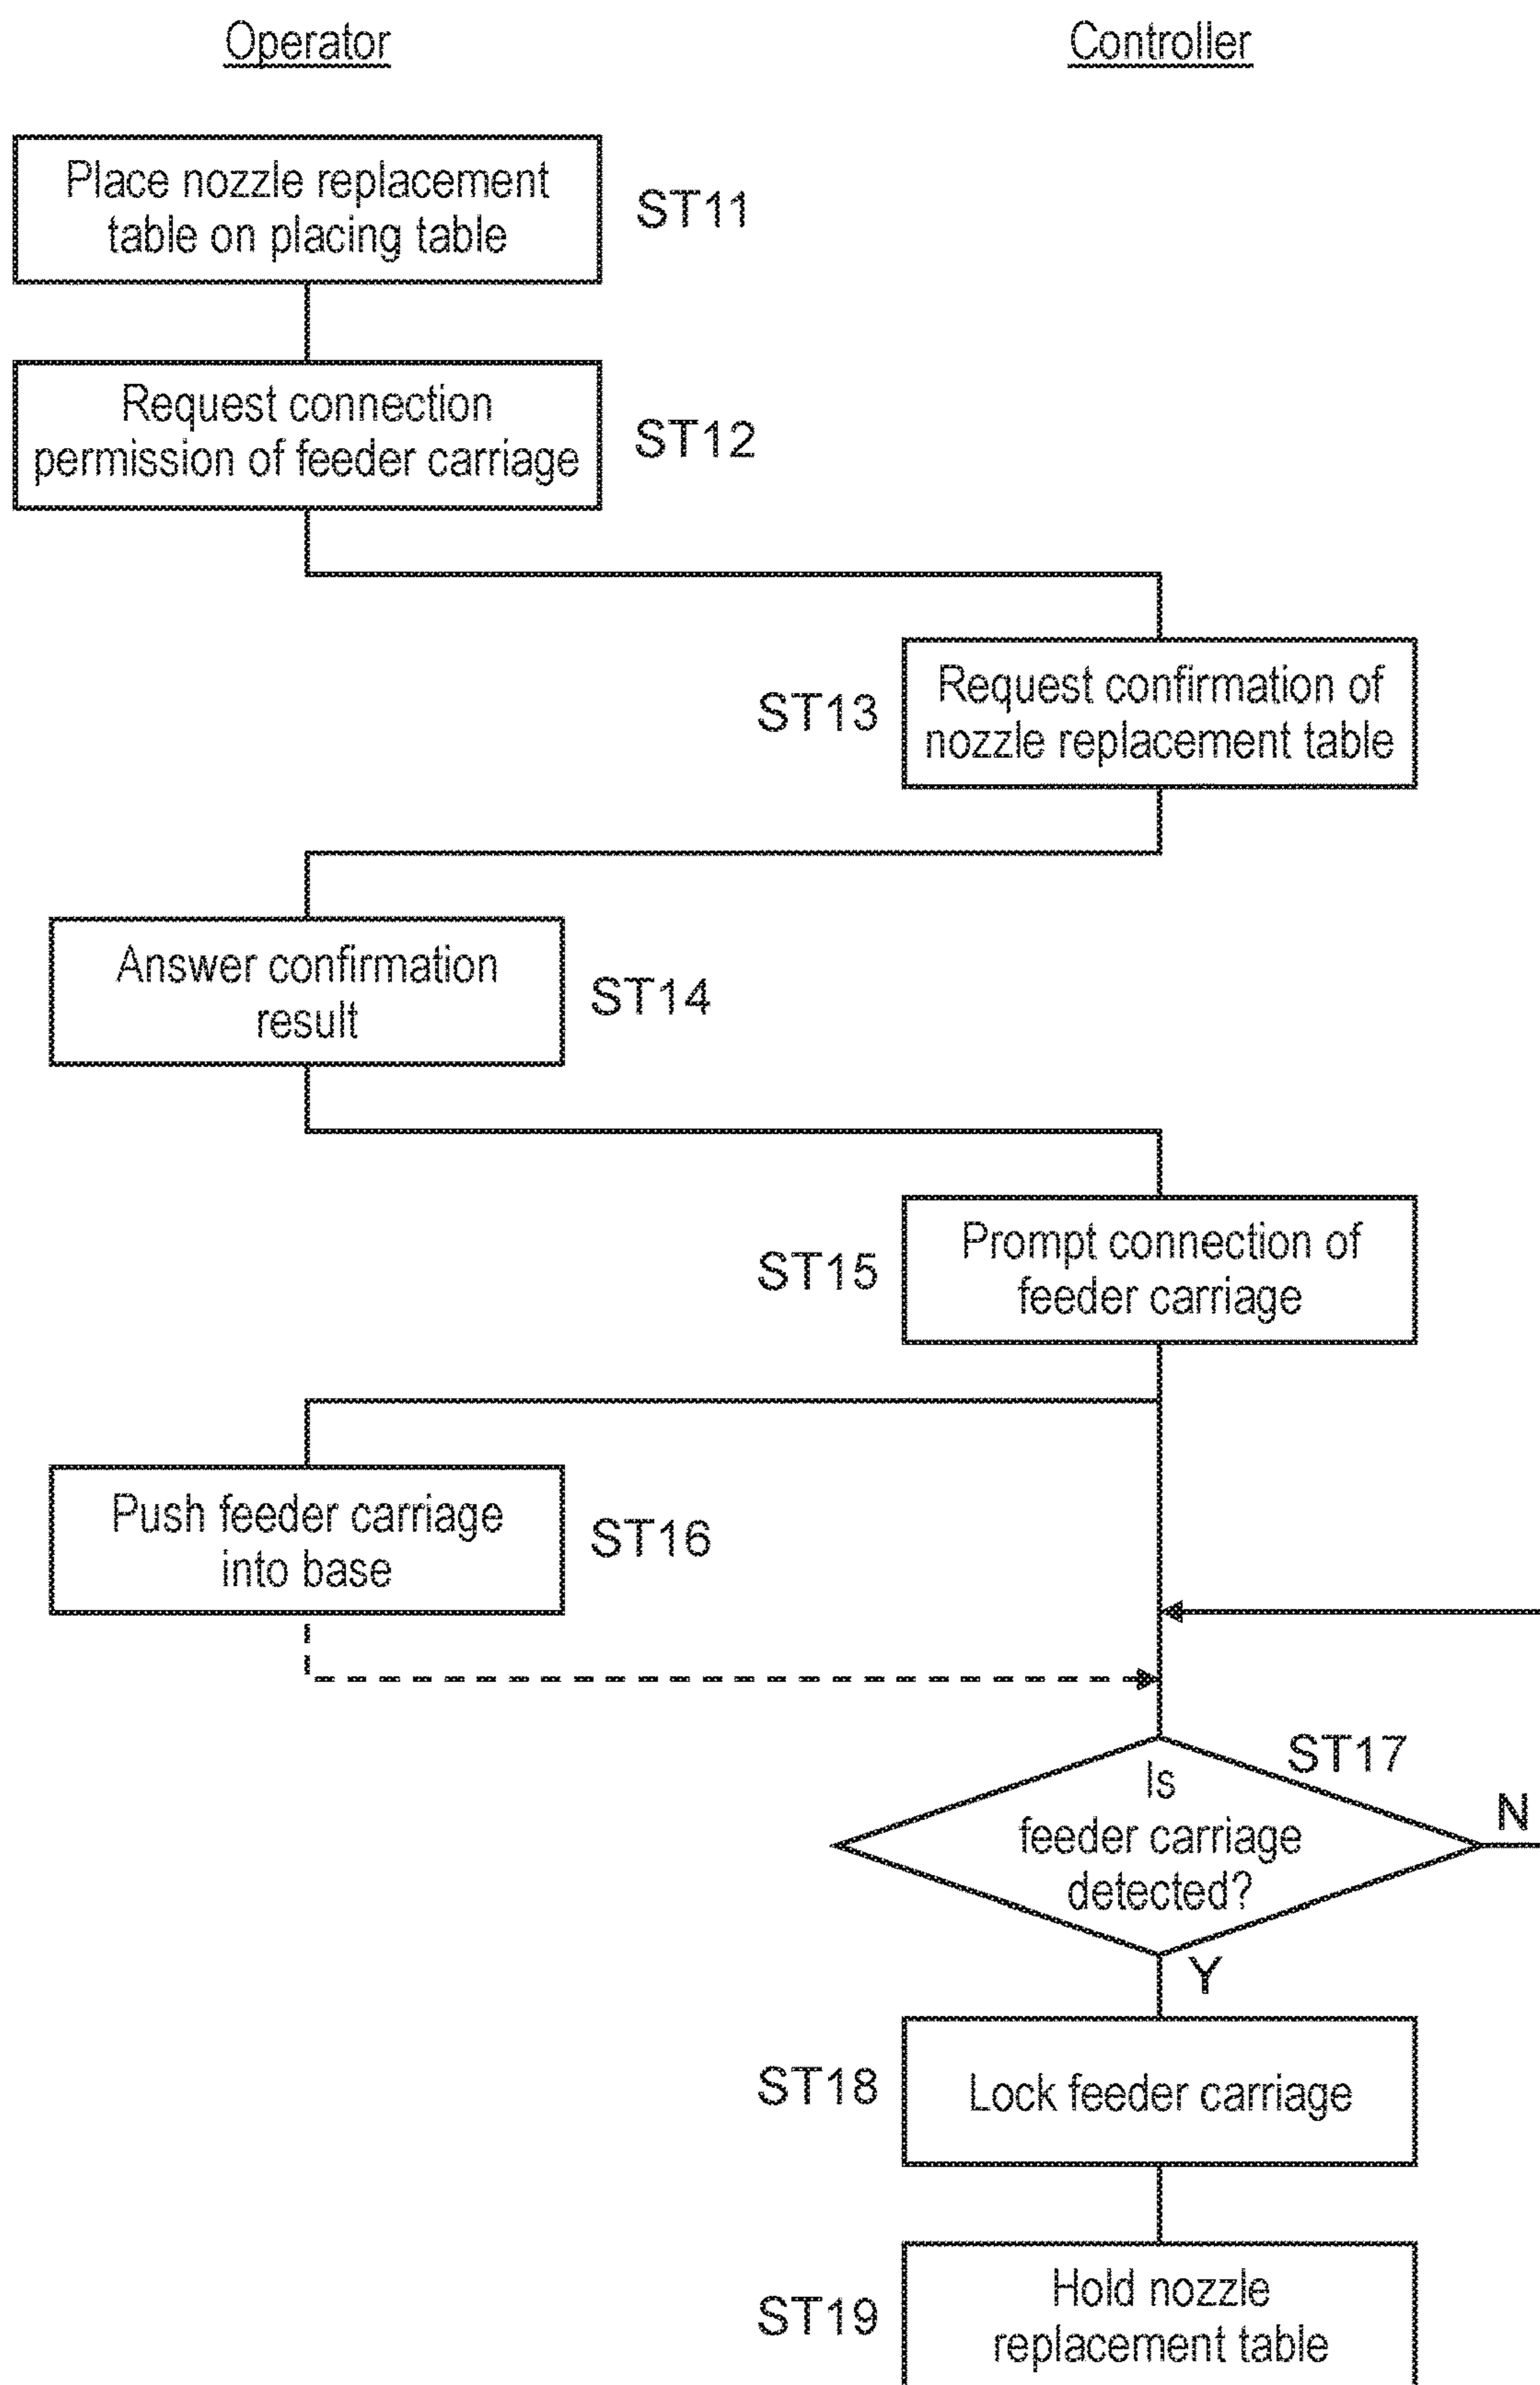 Operator
Controller
Place nozzle replacement
table on placing table
ST11
Request connection
permission of feeder carriage
ST12
ST13
Request confirmation of
nozzle replacement table
Answer confirmation
result
ST14
ST15
Prompt connection of
feeder carriage
Push feeder carriage
into base
ST16
ST17
Is
feeder carriage
detected?
N
Y
ST18
Lock feeder carriage
ST19
Hold nozzle
replacement table